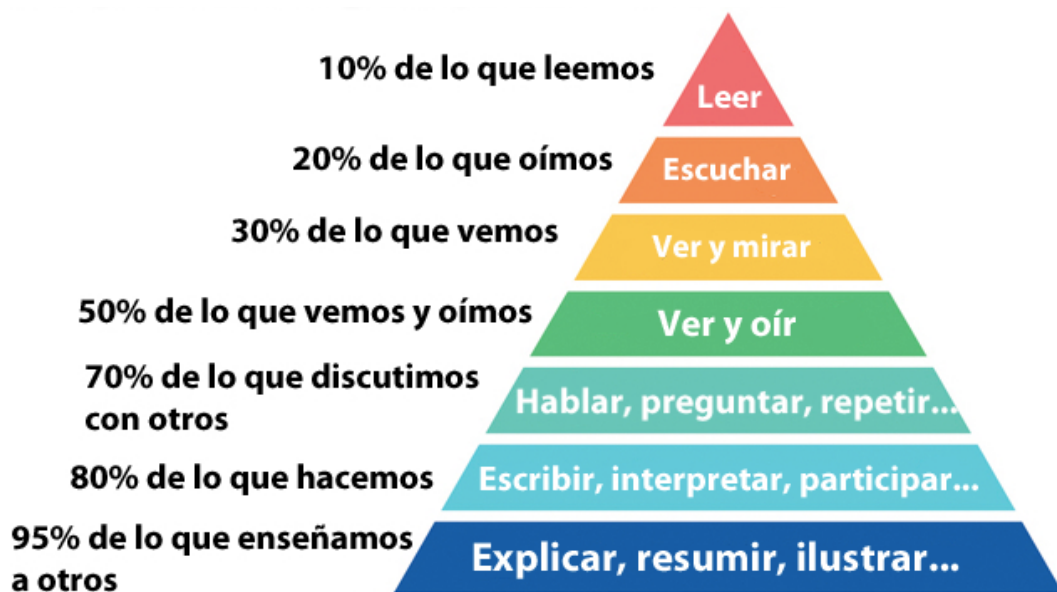 10% de lo que leemos
Leer
20% de lo que oímos
Escuchar
30% de lo que vemos
Ver y mirar
50% de lo que vemos y oímos
Ver y oír
70% de lo que discutimos
con otros
Hablar, preguntar, repetir...
80% de lo que hacemos
Escribir, interpretar, participar...
95% de lo que enseñamos
a otros
Explicar, resumir, ilustrar...